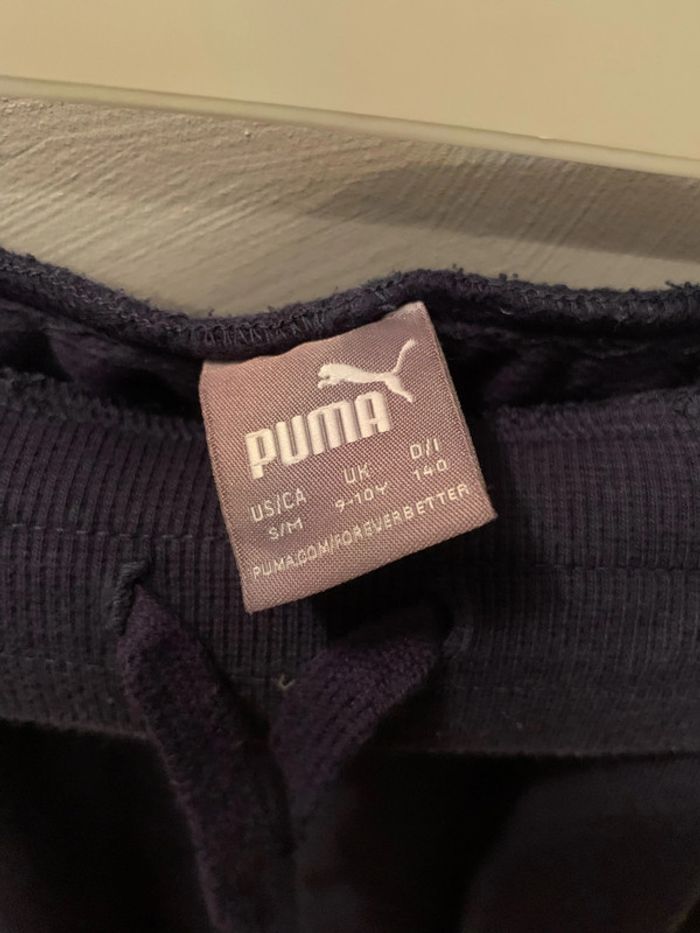 PUMA
US/CA UK D/I
S/M 9-10Y 140
PUMA.COM/FOREVERBETTER